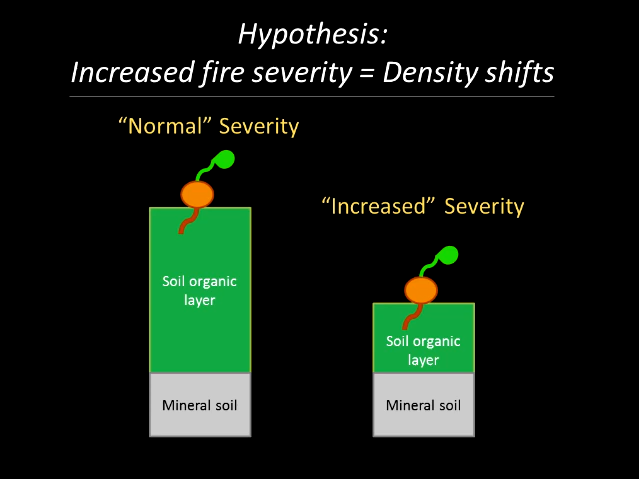 Hypothesis:
Increased fire severity = Density shifts
“Normal” Severity
“Increased” Severity
Soil organic
layer
Mineral soil
Soil organic
layer
Mineral soil